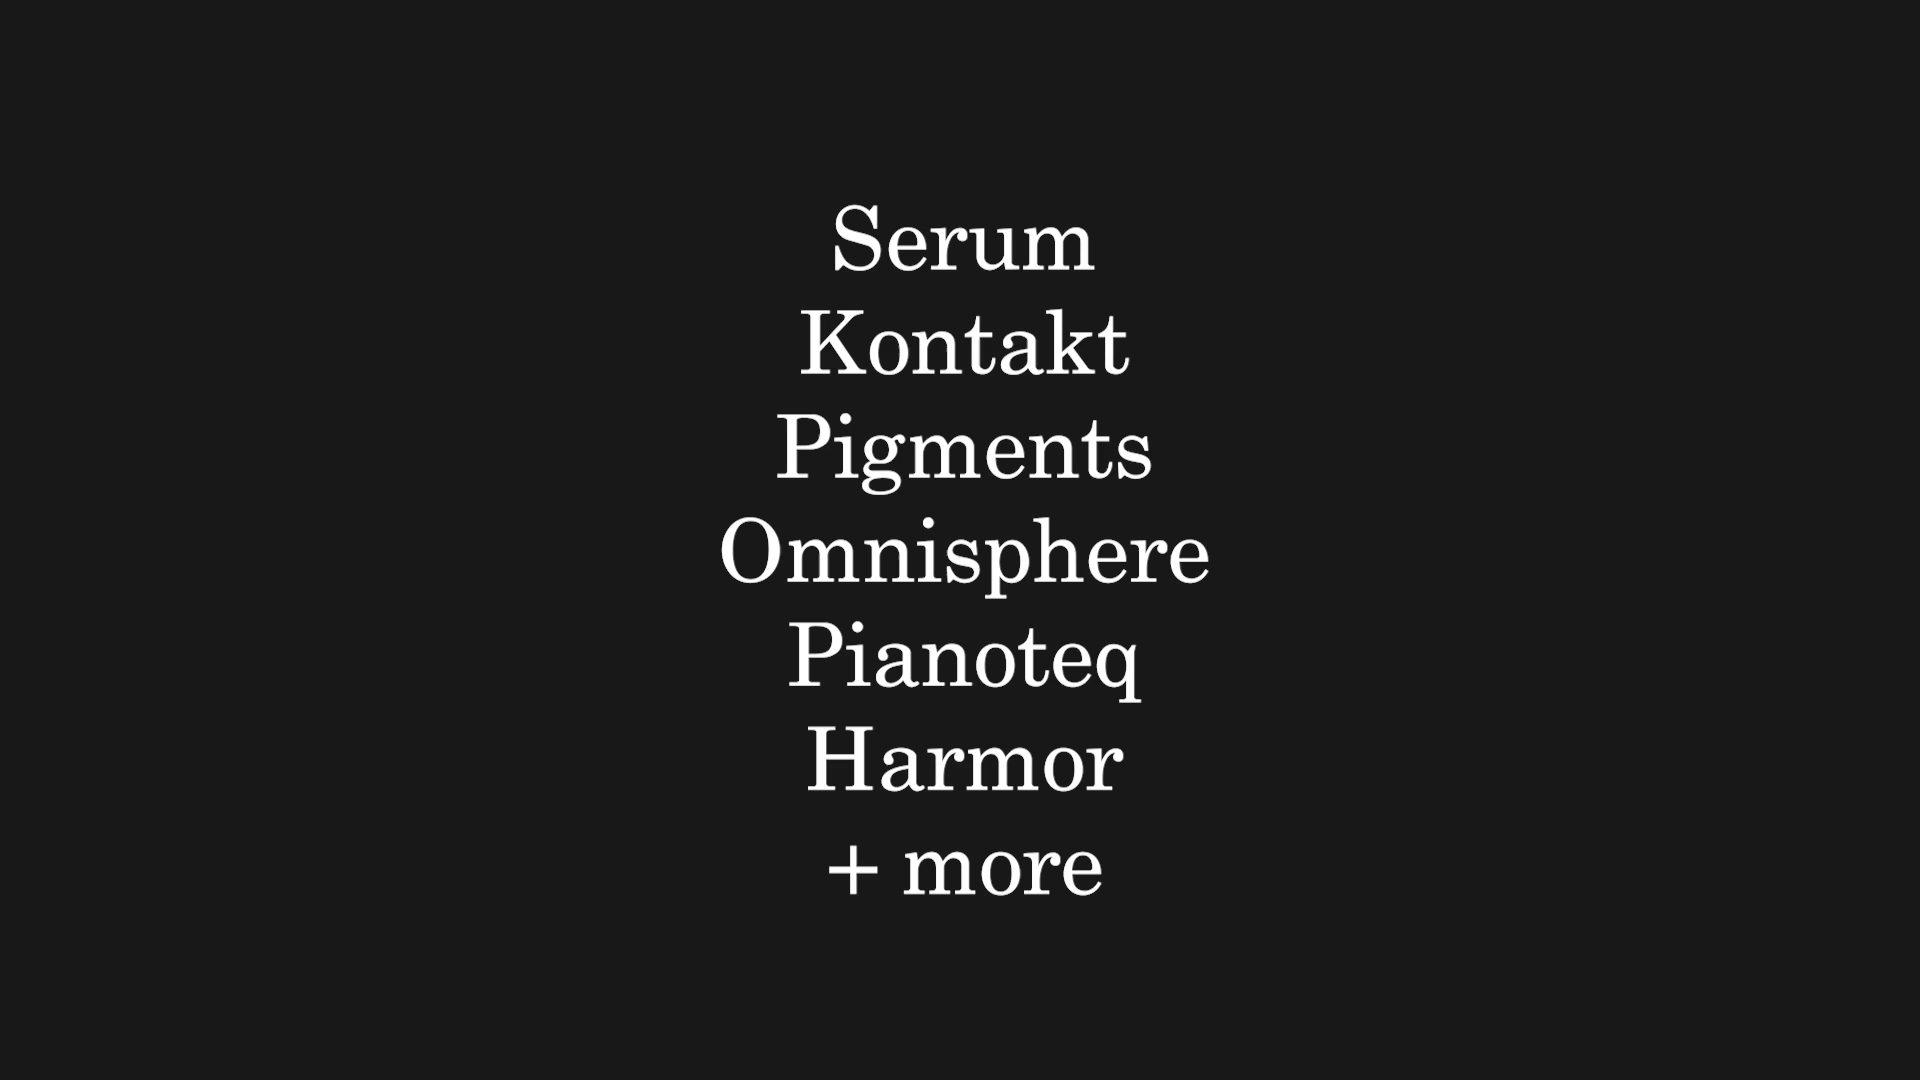 Serum
Kontakt
Pigments
Omnisphere
Pianoteq
Harmor
+ more